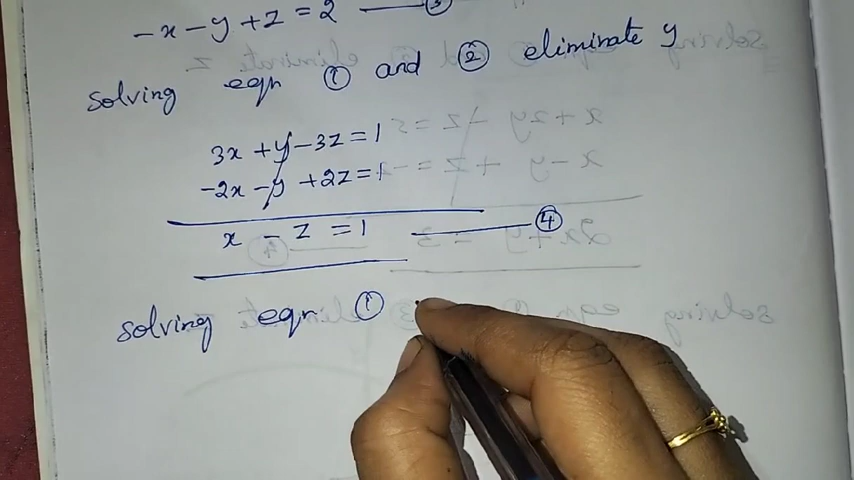 -x-y+z=2 ——— ③
solving eqn ① and ② eliminate y
3x+y-3z=1
-2x-y+2z=1
x-z=1 ——— ④
solving eqn ①